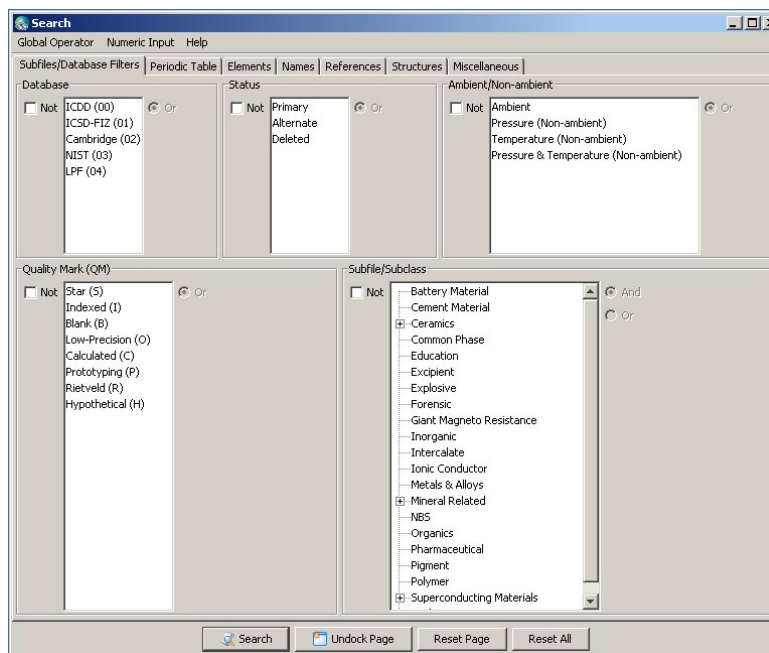 Search
Global Operator Numeric Input Help
Subfiles/Database Filters Periodic Table Elements Names References Structures Miscellaneous
Database
Not
ICDD (00)
ICSD-FIZ (01)
Cambridge (02)
NIST (03)
LPF (04)
Or
Status
Not
Primary
Alternate
Deleted
Or
Ambient/Non-ambient
Not
Ambient
Pressure (Non-ambient)
Temperature (Non-ambient)
Pressure & Temperature (Non-ambient)
Or
Quality Mark (QM)
Not
Star (S)
Indexed (I)
Blank (B)
Low-Precision (O)
Calculated (C)
Prototyping (P)
Rietveld (R)
Hypothetical (H)
Or
Subfile/Subclass
Not
Battery Material
Cement Material
Ceramics
Common Phase
Education
Excipient
Explosive
Forensic
Giant Magneto Resistance
Inorganic
Intercalate
Ionic Conductor
Metals & Alloys
Mineral Related
NBS
Organics
Pharmaceutical
Pigment
Polymer
Superconducting Materials
And
Or
Search Undock Page Reset Page Reset All